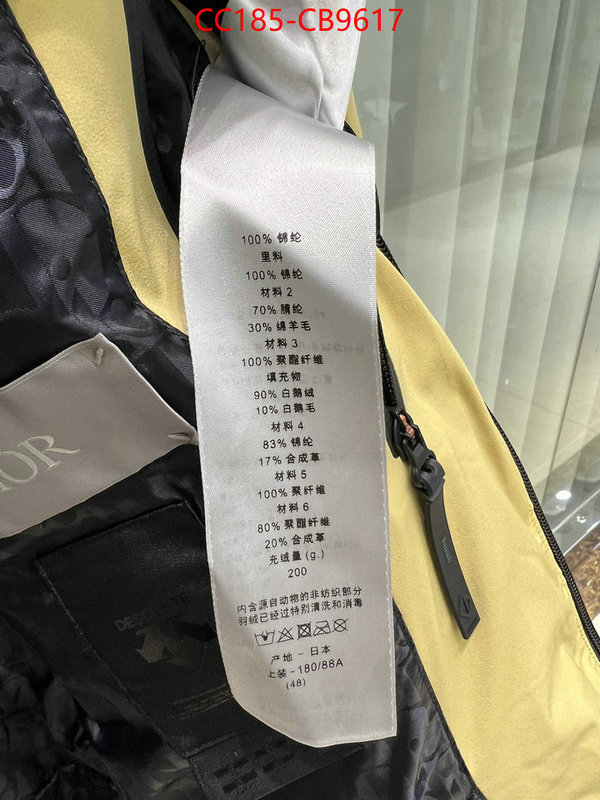 CC185-CB9617
100% 锦纶
里料
100% 锦纶
材料 2
70% 腈纶
30% 绵羊毛
材料 3
100% 聚酯纤维
填充物
90% 白鹅绒
10% 白鹅毛
材料 4
83% 锦纶
17% 合成革
材料 5
100% 聚酯纤维
材料 6
80% 聚酯纤维
20% 合成革
充绒量(g.)
200
内含源自动物的非纺织部分
羽绒已经过特别清洗和消毒
产地 - 日本
上装 - 180/88A
(48)
IOR
DES